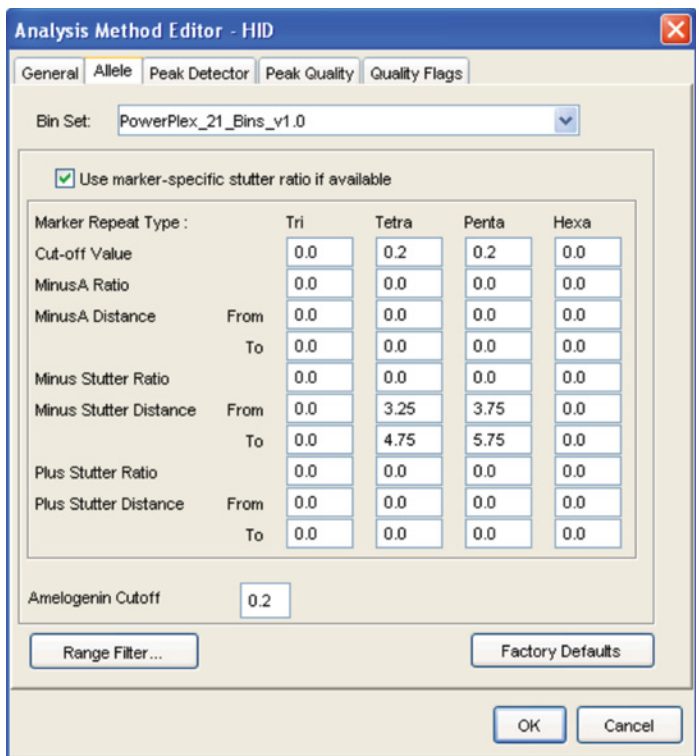 Analysis Method Editor - HID
General Allele Peak Detector Peak Quality Quality Flags
Bin Set: PowerPlex_21_Bins_v1.0
Use marker-specific stutter ratio if available
Marker Repeat Type : Tri Tetra Penta Hexa
Cut-off Value 0.0 0.2 0.2 0.0
MinusA Ratio 0.0 0.0 0.0 0.0
MinusA Distance From 0.0 0.0 0.0 0.0
To 0.0 0.0 0.0 0.0
Minus Stutter Ratio 0.0 0.0 0.0 0.0
Minus Stutter Distance From 0.0 3.25 3.75 0.0
To 0.0 4.75 5.75 0.0
Plus Stutter Ratio 0.0 0.0 0.0 0.0
Plus Stutter Distance From 0.0 0.0 0.0 0.0
To 0.0 0.0 0.0 0.0
Amelogenin Cutoff 0.2
Range Filter... Factory Defaults
OK Cancel